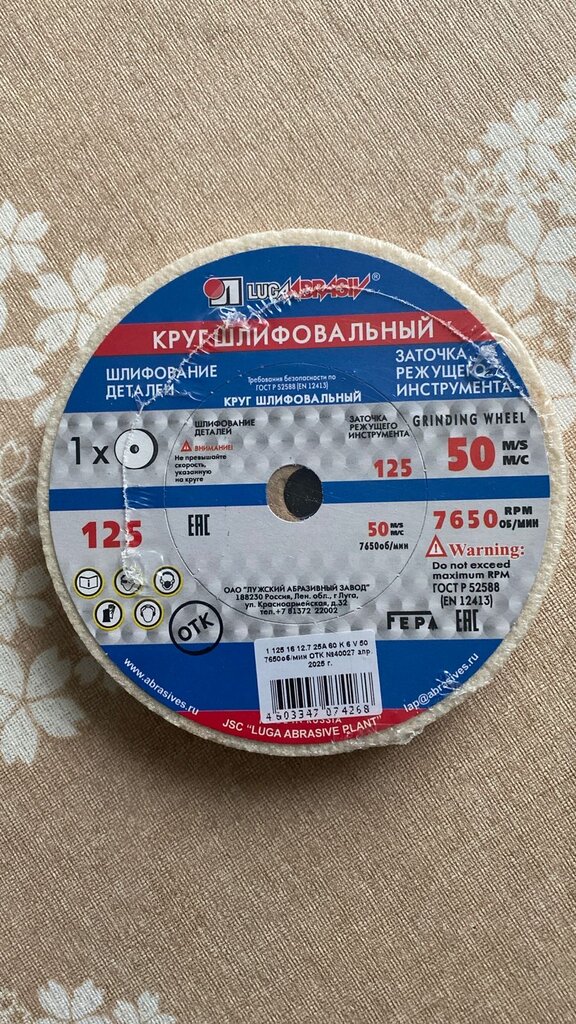 LUGAABRASIV®
КРУГ ШЛИФОВАЛЬНЫЙ
ШЛИФОВАНИЕ
ДЕТАЛЕЙ
ЗАТОЧКА
РЕЖУЩЕГО
ИНСТРУМЕНТА
Требования безопасности по
ГОСТ Р 52588 (EN 12413)
КРУГ ШЛИФОВАЛЬНЫЙ
ШЛИФОВАНИЕ
ДЕТАЛЕЙ
ЗАТОЧКА
РЕЖУЩЕГО
ИНСТРУМЕНТА
GRINDING WHEEL
1 x
ВНИМАНИЕ!
Не превышайте
скорость,
указанную
на круге
125
50 M/S
М/С
125
EAC
50 M/S
М/С
7650об/мин
7650 RPM
ОБ/МИН
Warning:
Do not exceed
maximum RPM
ГОСТ Р 52588
(EN 12413)
ОАО "ЛУЖСКИЙ АБРАЗИВНЫЙ ЗАВОД"
188230 Россия, Лен. обл., г Луга,
ул. Красноармейская, д.32
тел.+7 81372 22002
ОТК
FEPA EAC
1 125 16 12.7 25A 60 K 6 V 50
7650об/мин ОТК №40027 апр
2025 г.
4 603347 074268
www.abrasives.ru
lap@abrasives.ru
RUSSIA
JSC "LUGA ABRASIVE PLANT"